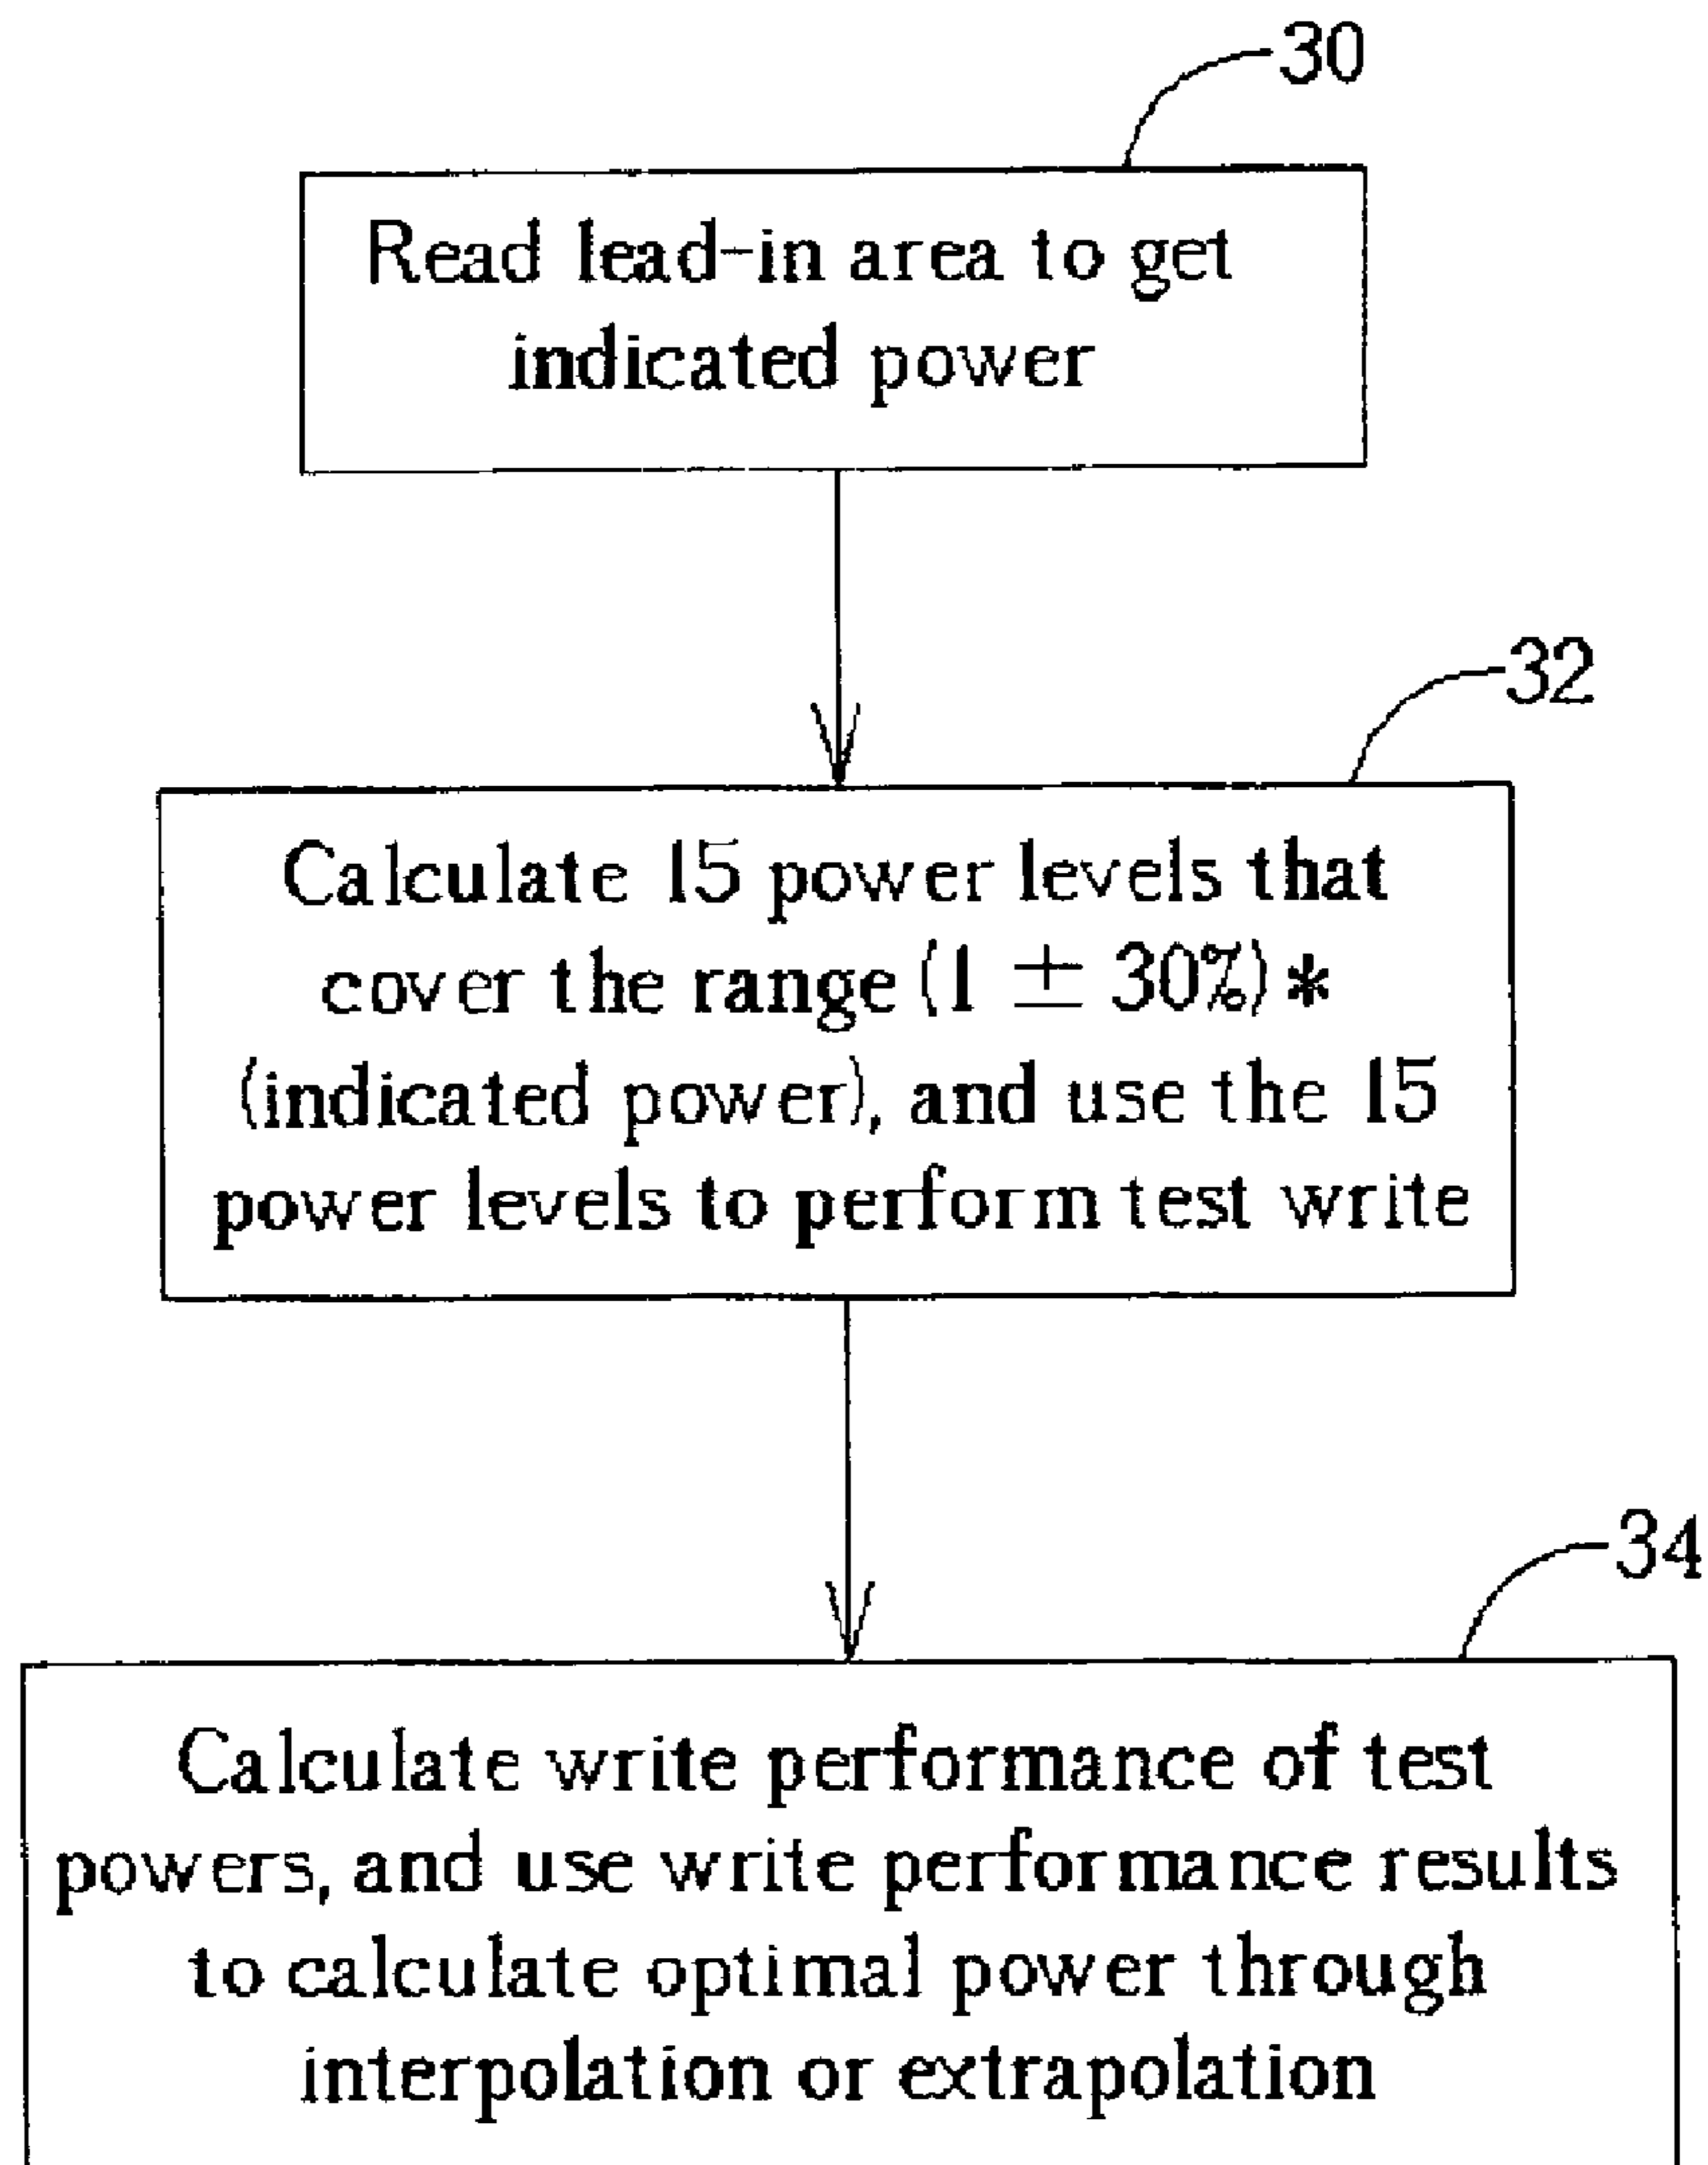 30
Read lead-in area to get
indicated power
32
Calculate 15 power levels that
cover the range (1 ± 30%) *
(indicated power), and use the 15
power levels to perform test write
34
Calculate write performance of test
powers, and use write performance results
to calculate optimal power through
interpolation or extrapolation